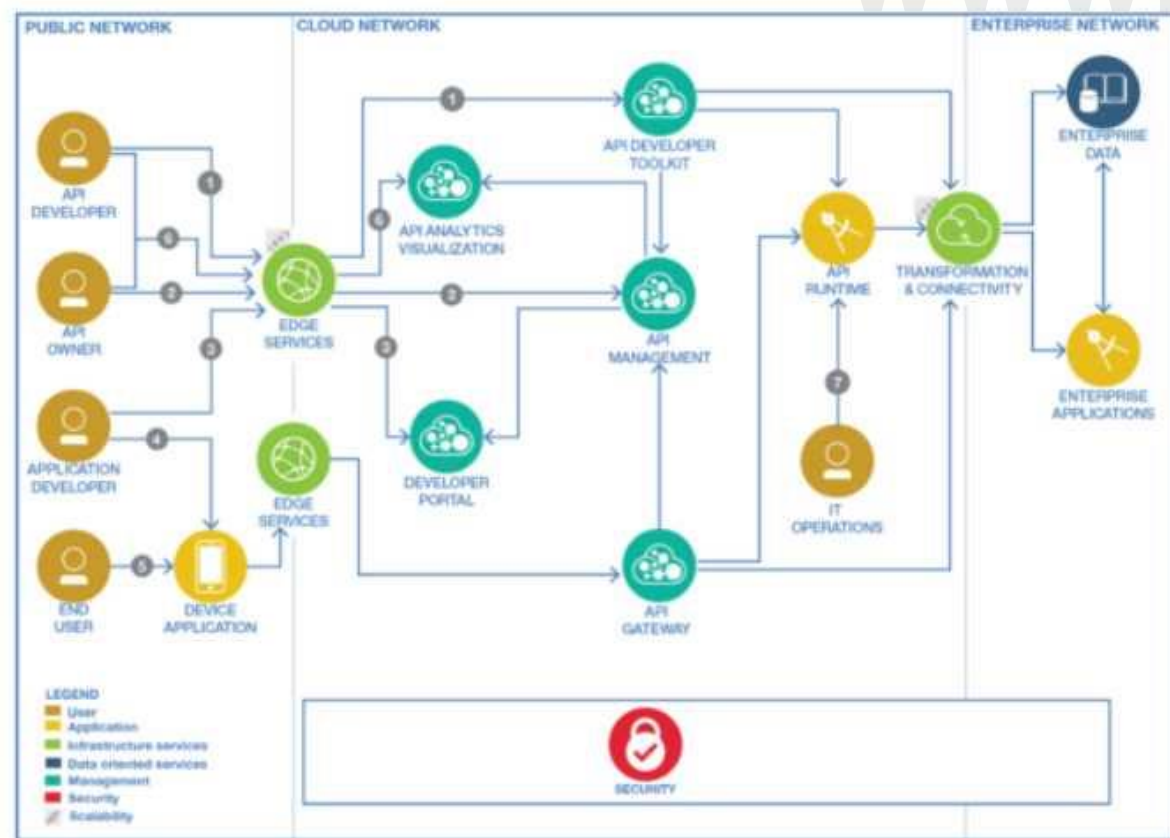 PUBLIC NETWORK
CLOUD NETWORK
ENTERPRISE NETWORK
1
API DEVELOPER
TOOLKIT
ENTERPRISE
DATA
API
DEVELOPER
1
6
API ANALYTICS
VISUALIZATION
6
2
API
OWNER
EDGE
SERVICES
2
3
3
API
MANAGEMENT
API
RUNTIME
TRANSFORMATION
& CONNECTIVITY
7
ENTERPRISE
APPLICATIONS
APPLICATION
DEVELOPER
4
EDGE
SERVICES
DEVELOPER
PORTAL
IT
OPERATIONS
5
END
USER
DEVICE
APPLICATION
API
GATEWAY
LEGEND
User
Application
Infrastructure services
Data oriented services
Management
Security
Scalability
SECURITY